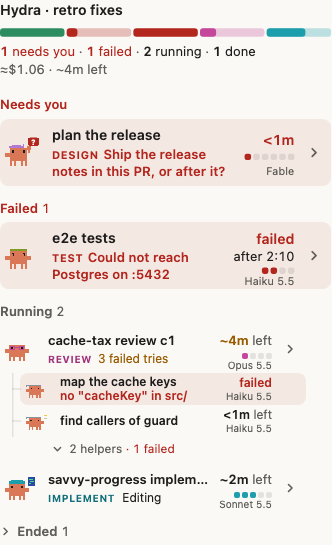 Hydra · retro fixes
1 needs you · 1 failed · 2 running · 1 done
≈$1.06 · ~4m left
Needs you
plan the release
<1m
DESIGN Ship the release
notes in this PR, or after it?
Fable
Failed 1
e2e tests
failed
TEST Could not reach
after 2:10
Postgres on :5432
Haiku 5.5
Running 2
cache-tax review c1
~4m left
REVIEW 3 failed tries
Opus 5.5
map the cache keys
failed
no "cacheKey" in src/
Haiku 5.5
find callers of guard
<1m left
Haiku 5.5
2 helpers · 1 failed
savvy-progress implem...
~2m left
IMPLEMENT Editing
Sonnet 5.5
Ended 1